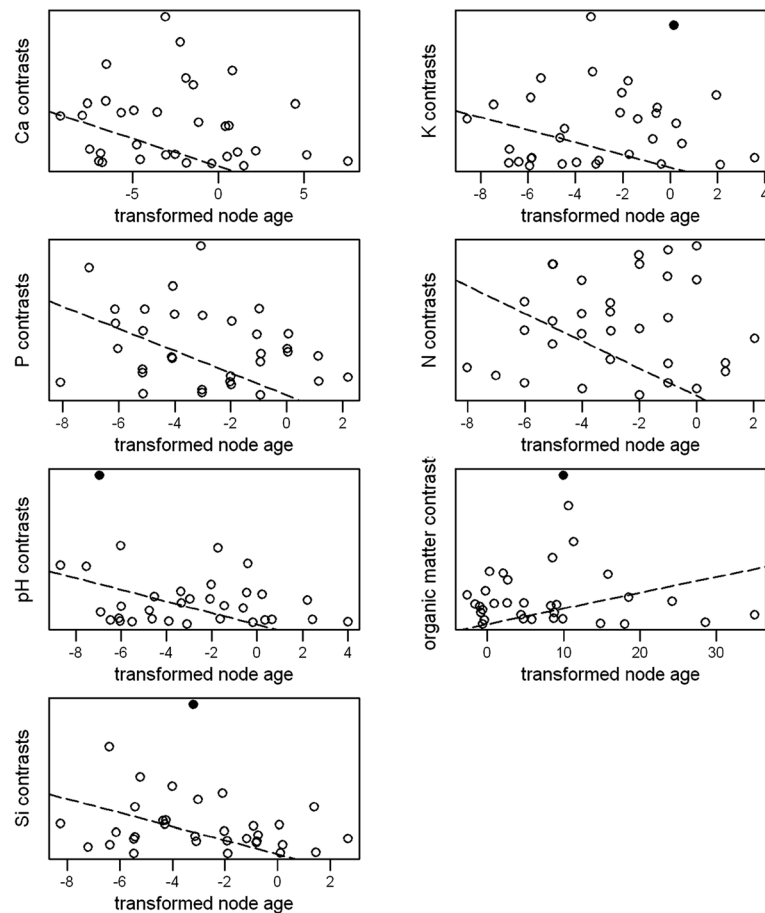 Ca contrasts
-5 0 5
transformed node age
K contrasts
-8 -6 -4 -2 0 2 4
transformed node age
P contrasts
-8 -6 -4 -2 0 2
transformed node age
N contrasts
-8 -6 -4 -2 0 2
transformed node age
pH contrasts
-8 -6 -4 -2 0 2 4
transformed node age
organic matter contrast
0 10 20 30
transformed node age
Si contrasts
-8 -6 -4 -2 0 2
transformed node age